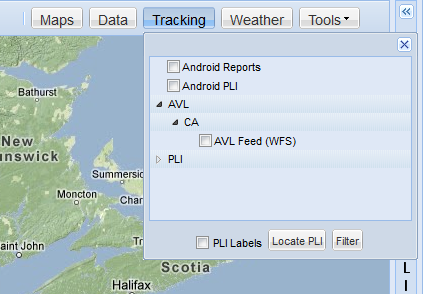 Maps Data Tracking Weather Tools
Android Reports
Android PLI
AVL
CA
AVL Feed (WFS)
PLI
PLI Labels Locate PLI Filter
Bathurst
New
unswick
Summersid
Moncton
Char
aint John
Tr
Scotia
Halifax
L
I